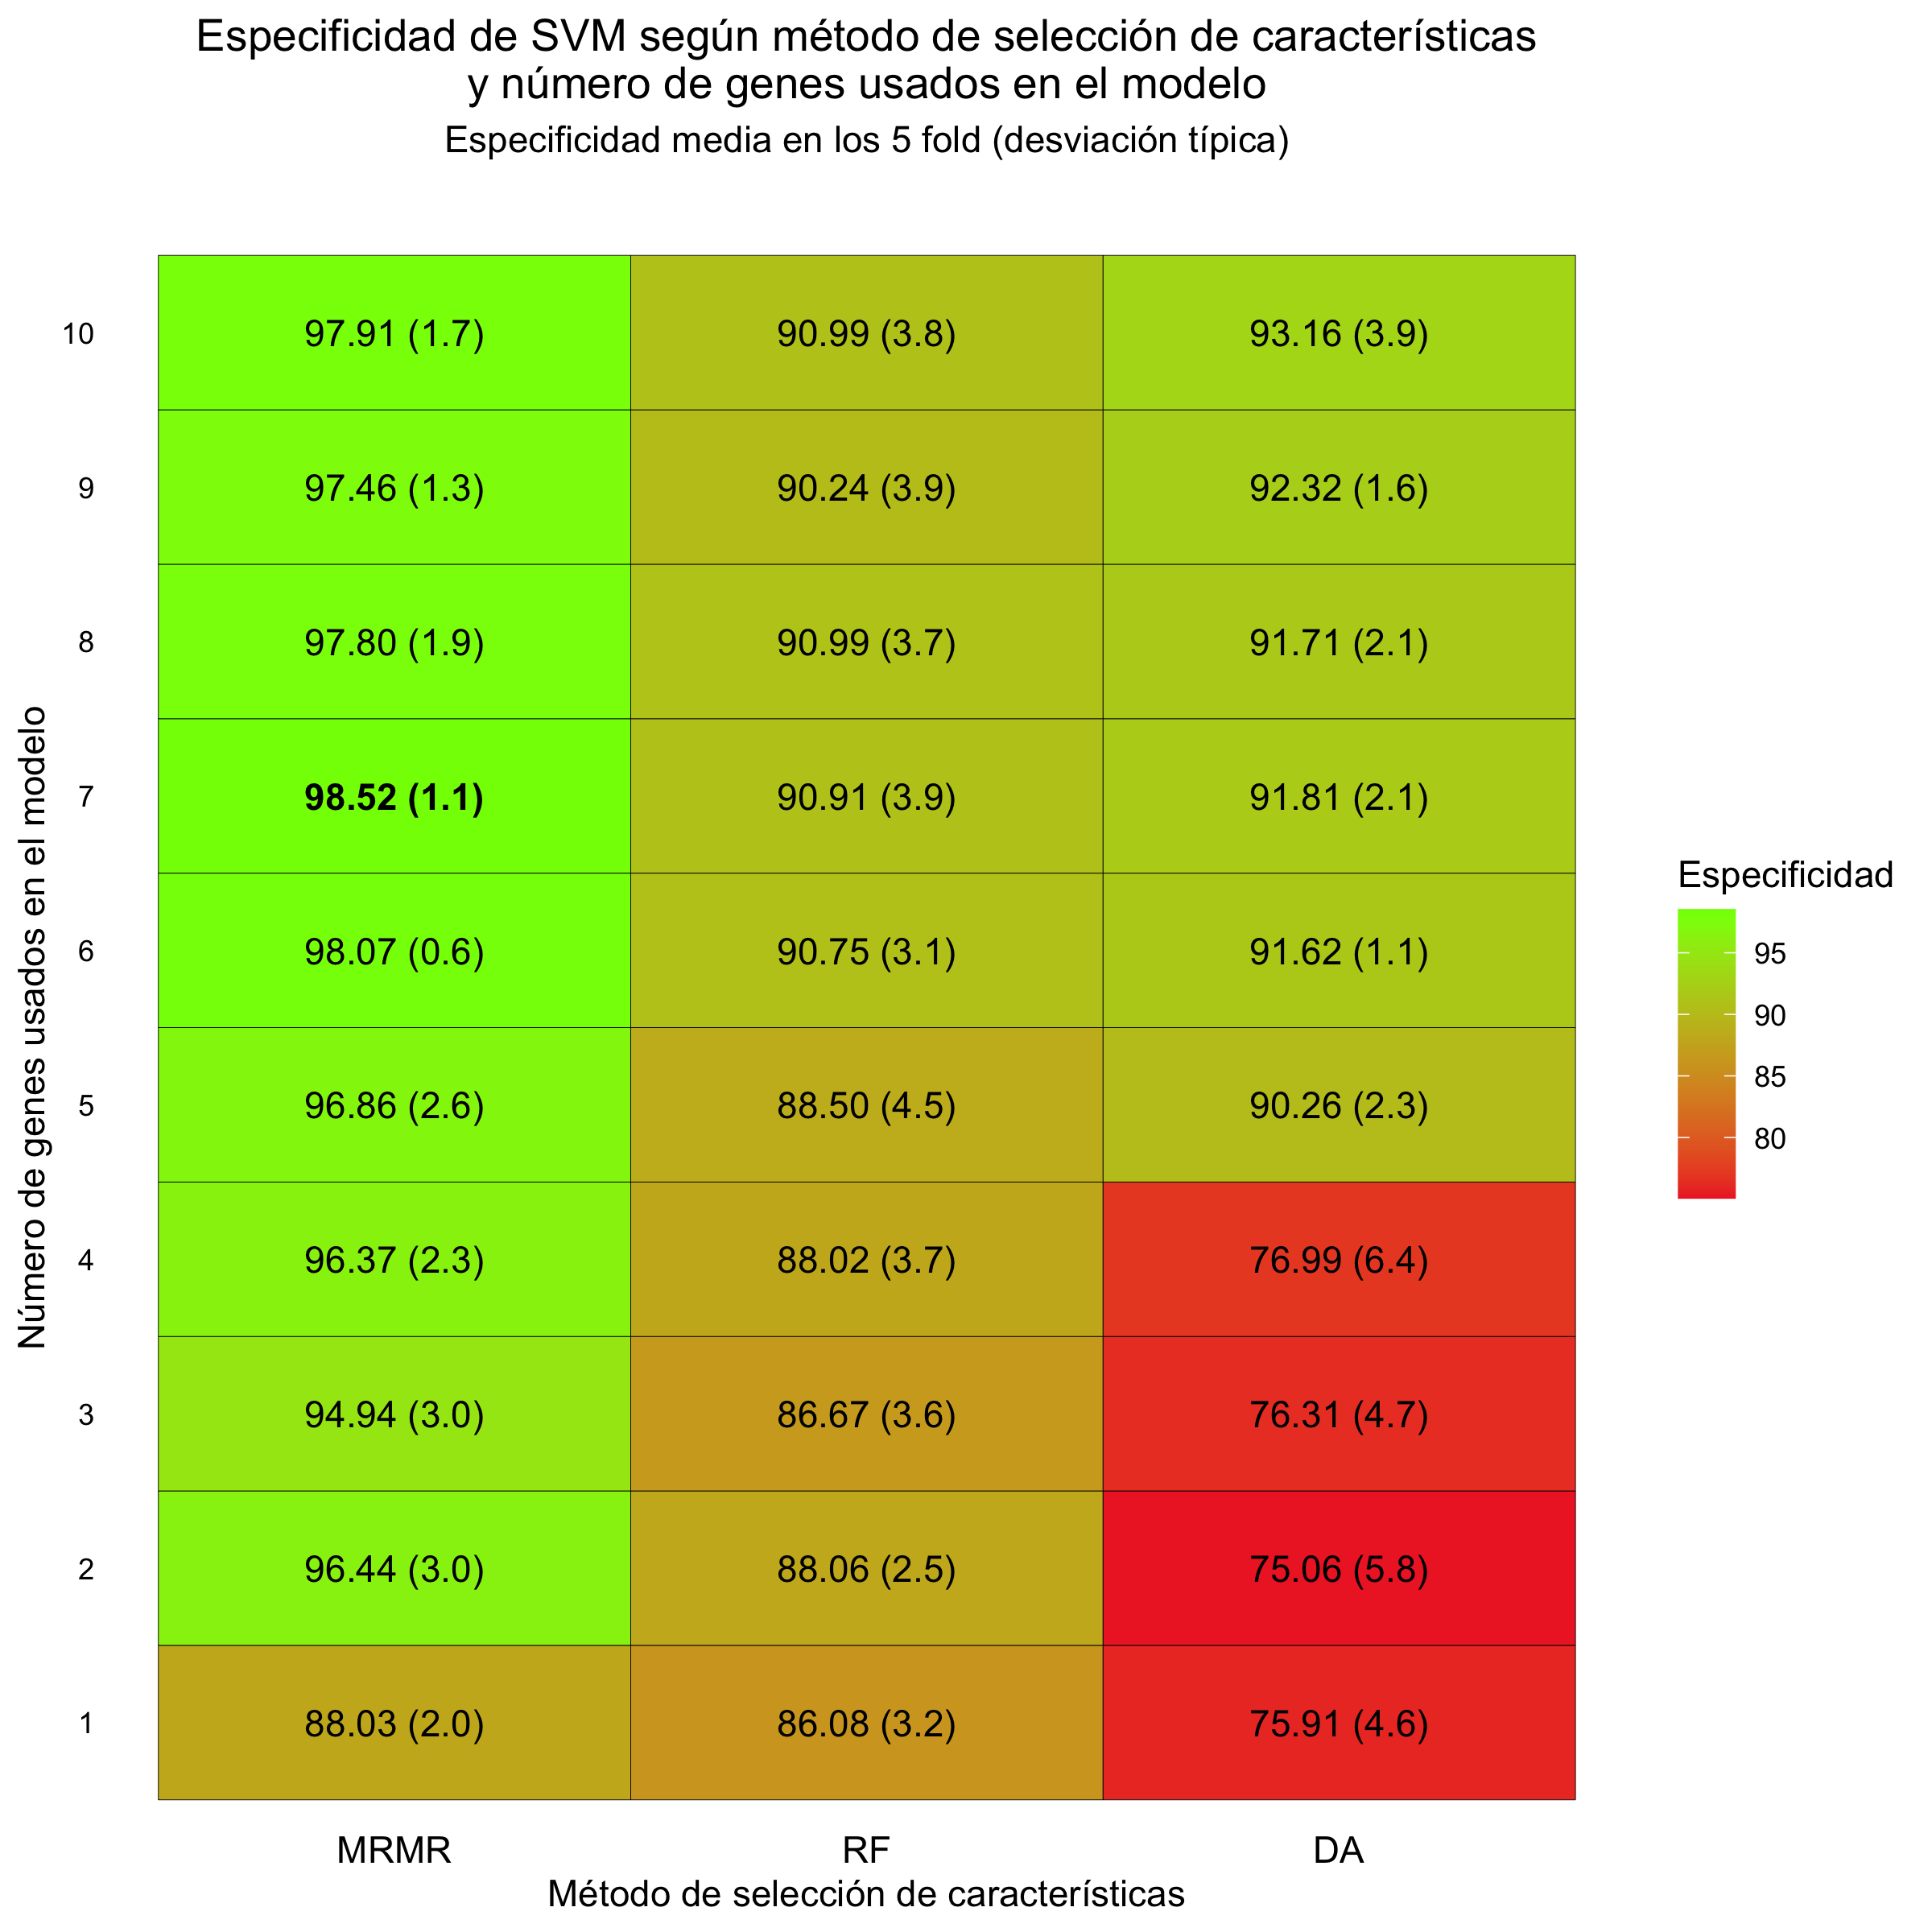 Especificidad de SVM según método de selección de características
y número de genes usados en el modelo
Especificidad media en los 5 fold (desviación típica)
Número de genes usados en el modelo
10 97.91 (1.7) 90.99 (3.8) 93.16 (3.9)
9 97.46 (1.3) 90.24 (3.9) 92.32 (1.6)
8 97.80 (1.9) 90.99 (3.7) 91.71 (2.1)
7 98.52 (1.1) 90.91 (3.9) 91.81 (2.1)
6 98.07 (0.6) 90.75 (3.1) 91.62 (1.1)
5 96.86 (2.6) 88.50 (4.5) 90.26 (2.3)
4 96.37 (2.3) 88.02 (3.7) 76.99 (6.4)
3 94.94 (3.0) 86.67 (3.6) 76.31 (4.7)
2 96.44 (3.0) 88.06 (2.5) 75.06 (5.8)
1 88.03 (2.0) 86.08 (3.2) 75.91 (4.6)
MRMR RF DA
Método de selección de características
Especificidad
95
90
85
80